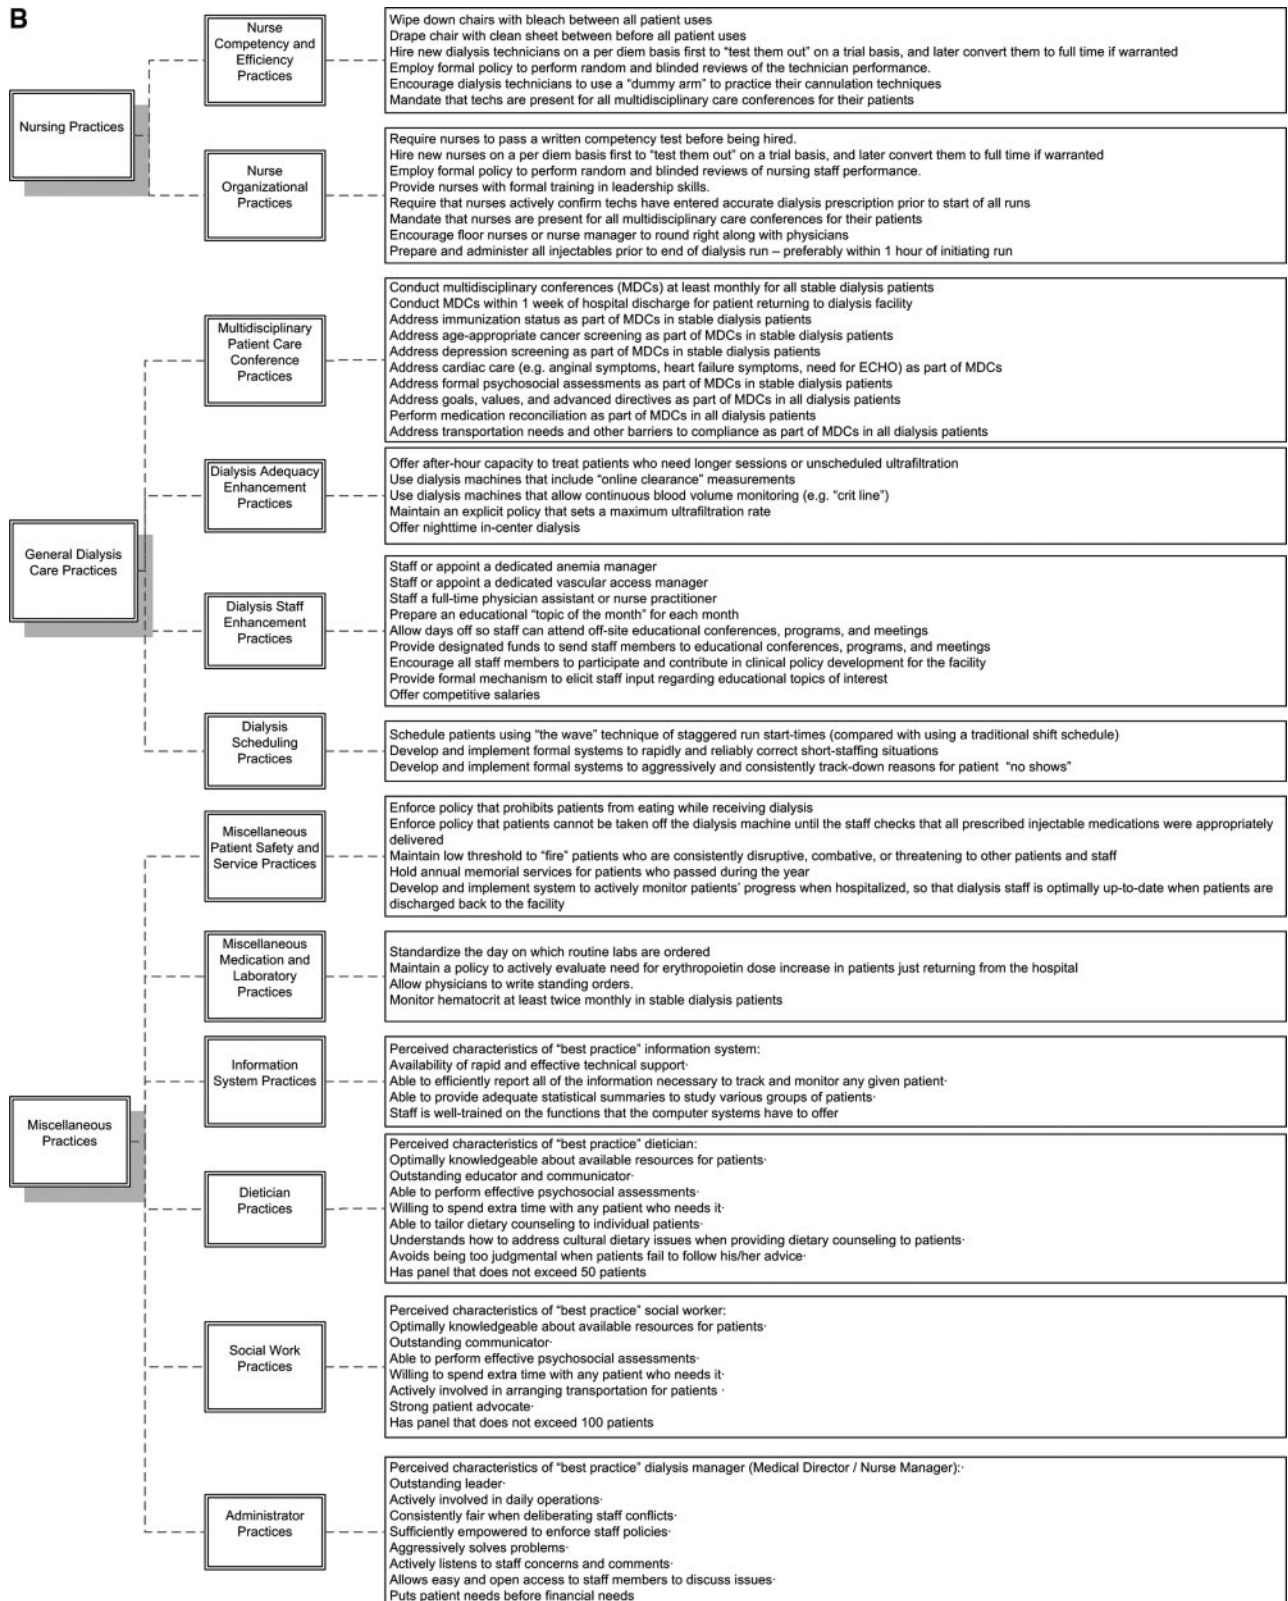 B
Nursing Practices
Nurse
Competency and
Efficiency
Practices
Wipe down chairs with bleach between all patient uses
Drape chair with clean sheet between before all patient uses
Hire new dialysis technicians on a per diem basis first to “test them out” on a trial basis, and later convert them to full time if warranted
Employ formal policy to perform random and blinded reviews of the technician performance.
Encourage dialysis technicians to use a “dummy arm” to practice their cannulation techniques
Mandate that techs are present for all multidisciplinary care conferences for their patients
Nurse
Organizational
Practices
Require nurses to pass a written competency test before being hired.
Hire new nurses on a per diem basis first to “test them out” on a trial basis, and later convert them to full time if warranted
Employ formal policy to perform random and blinded reviews of nursing staff performance.
Provide nurses with formal training in leadership skills.
Require that nurses actively confirm techs have entered accurate dialysis prescription prior to start of all runs
Mandate that nurses are present for all multidisciplinary care conferences for their patients
Encourage floor nurses or nurse manager to round right along with physicians
Prepare and administer all injectables prior to end of dialysis run – preferably within 1 hour of initiating run
General Dialysis
Care Practices
Multidisciplinary
Patient Care
Conference
Practices
Conduct multidisciplinary conferences (MDCs) at least monthly for all stable dialysis patients
Conduct MDCs within 1 week of hospital discharge for patient returning to dialysis facility
Address immunization status as part of MDCs in stable dialysis patients
Address age-appropriate cancer screening as part of MDCs in stable dialysis patients
Address depression screening as part of MDCs in stable dialysis patients
Address cardiac care (e.g. anginal symptoms, heart failure symptoms, need for ECHO) as part of MDCs
Address formal psychosocial assessments as part of MDCs in stable dialysis patients
Address goals, values, and advanced directives as part of MDCs in all dialysis patients
Perform medication reconciliation as part of MDCs in all dialysis patients
Address transportation needs and other barriers to compliance as part of MDCs in all dialysis patients
Dialysis Adequacy
Enhancement
Practices
Offer after-hour capacity to treat patients who need longer sessions or unscheduled ultrafiltration
Use dialysis machines that include “online clearance” measurements
Use dialysis machines that allow continuous blood volume monitoring (e.g. “crit line”)
Maintain an explicit policy that sets a maximum ultrafiltration rate
Offer nighttime in-center dialysis
Dialysis Staff
Enhancement
Practices
Staff or appoint a dedicated anemia manager
Staff or appoint a dedicated vascular access manager
Staff a full-time physician assistant or nurse practitioner
Prepare an educational “topic of the month” for each month
Allow days off so staff can attend off-site educational conferences, programs, and meetings
Provide designated funds to send staff members to educational conferences, programs, and meetings
Encourage all staff members to participate and contribute in clinical policy development for the facility
Provide formal mechanism to elicit staff input regarding educational topics of interest
Offer competitive salaries
Dialysis
Scheduling
Practices
Schedule patients using “the wave” technique of staggered run start-times (compared with using a traditional shift schedule)
Develop and implement formal systems to rapidly and reliably correct short-staffing situations
Develop and implement formal systems to aggressively and consistently track-down reasons for patient “no shows”
Miscellaneous
Practices
Miscellaneous
Patient Safety and
Service Practices
Enforce policy that prohibits patients from eating while receiving dialysis
Enforce policy that patients cannot be taken off the dialysis machine until the staff checks that all prescribed injectable medications were appropriately
delivered
Maintain low threshold to “fire” patients who are consistently disruptive, combative, or threatening to other patients and staff
Hold annual memorial services for patients who passed during the year
Develop and implement system to actively monitor patients’ progress when hospitalized, so that dialysis staff is optimally up-to-date when patients are
discharged back to the facility
Miscellaneous
Medication and
Laboratory
Practices
Standardize the day on which routine labs are ordered
Maintain a policy to actively evaluate need for erythropoietin dose increase in patients just returning from the hospital
Allow physicians to write standing orders.
Monitor hematocrit at least twice monthly in stable dialysis patients
Information
System Practices
Perceived characteristics of “best practice” information system:
Availability of rapid and effective technical support·
Able to efficiently report all of the information necessary to track and monitor any given patient·
Able to provide adequate statistical summaries to study various groups of patients·
Staff is well-trained on the functions that the computer systems have to offer
Dietician
Practices
Perceived characteristics of “best practice” dietician:
Optimally knowledgeable about available resources for patients·
Outstanding educator and communicator·
Able to perform effective psychosocial assessments·
Willing to spend extra time with any patient who needs it·
Able to tailor dietary counseling to individual patients·
Understands how to address cultural dietary issues when providing dietary counseling to patients·
Avoids being too judgmental when patients fail to follow his/her advice·
Has panel that does not exceed 50 patients
Social Work
Practices
Perceived characteristics of “best practice” social worker:
Optimally knowledgeable about available resources for patients·
Outstanding communicator·
Able to perform effective psychosocial assessments·
Willing to spend extra time with any patient who needs it·
Actively involved in arranging transportation for patients ·
Strong patient advocate·
Has panel that does not exceed 100 patients
Administrator
Practices
Perceived characteristics of “best practice” dialysis manager (Medical Director / Nurse Manager):·
Outstanding leader·
Actively involved in daily operations·
Consistently fair when deliberating staff conflicts·
Sufficiently empowered to enforce staff policies·
Aggressively solves problems·
Actively listens to staff concerns and comments·
Allows easy and open access to staff members to discuss issues·
Puts patient needs before financial needs